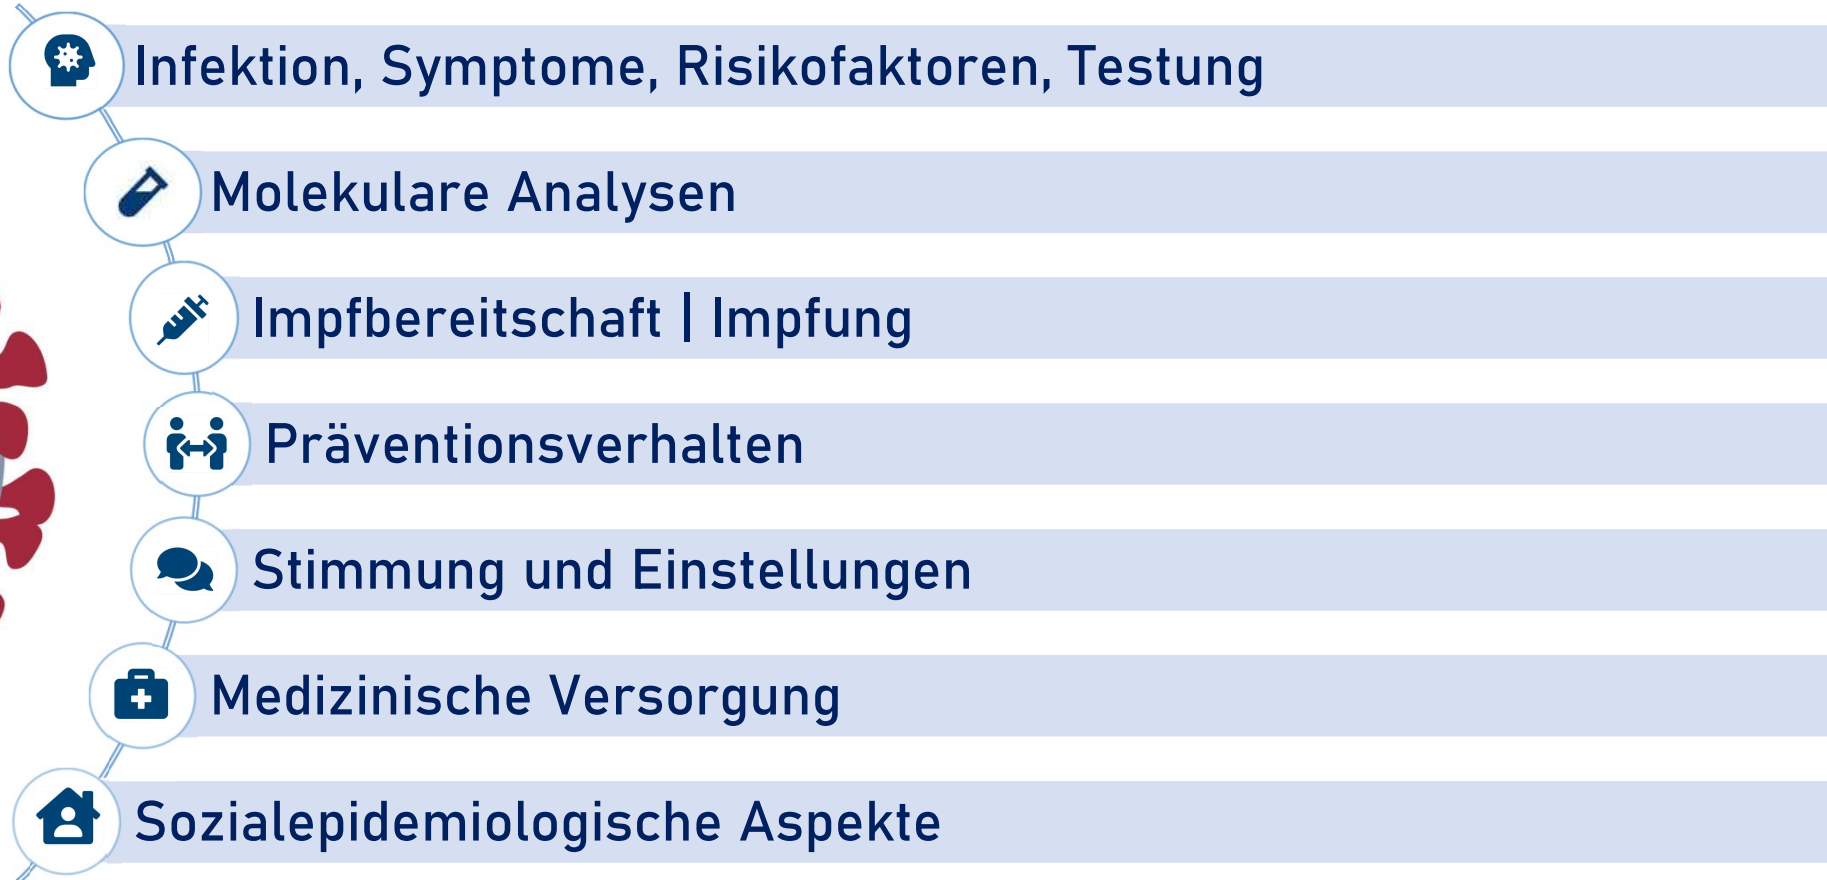 Infektion, Symptome, Risikofaktoren, Testung
Molekulare Analysen
Impfbereitschaft | Impfung
Präventionsverhalten
Stimmung und Einstellungen
Medizinische Versorgung
Sozialepidemiologische Aspekte